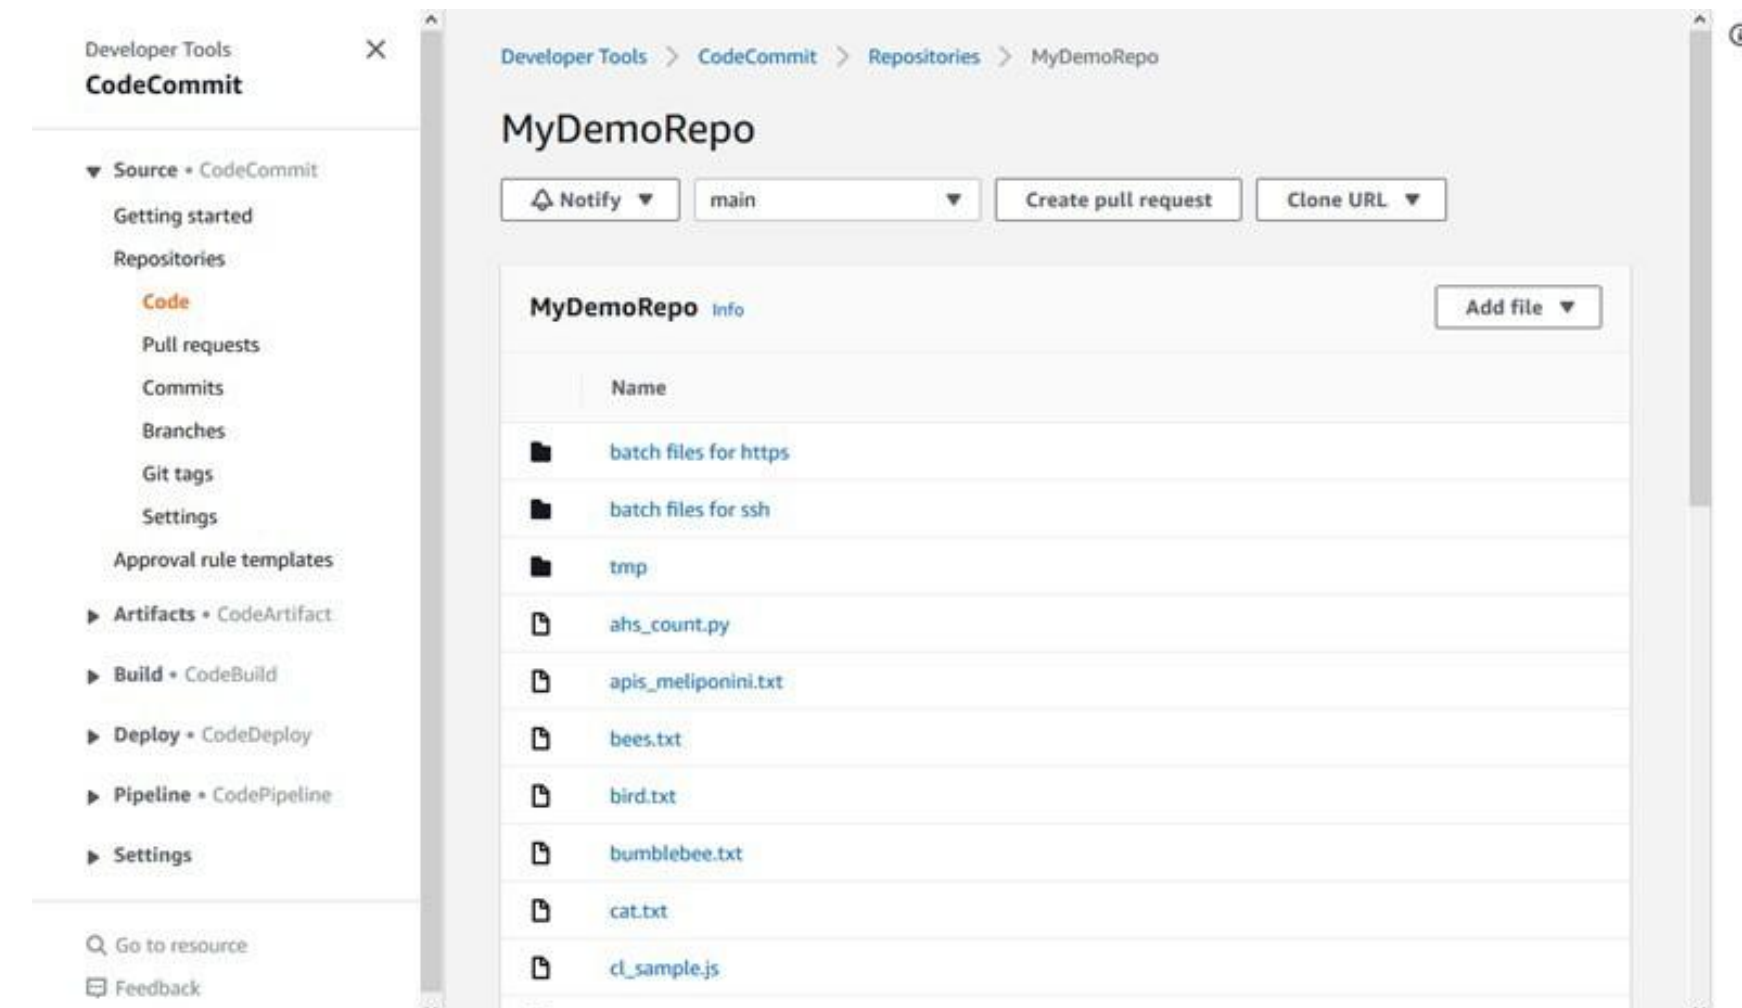 Developer Tools
CodeCommit
Source • CodeCommit
Getting started
Repositories
Code
Pull requests
Commits
Branches
Git tags
Settings
Approval rule templates
Artifacts • CodeArtifact
Build • CodeBuild
Deploy • CodeDeploy
Pipeline • CodePipeline
Settings
Go to resource
Feedback
Developer Tools > CodeCommit > Repositories > MyDemoRepo
MyDemoRepo
Notify main Create pull request Clone URL
MyDemoRepo Info Add file
Name
batch files for https
batch files for ssh
tmp
ahs_count.py
apis_meliponini.txt
bees.txt
bird.txt
bumblebee.txt
cat.txt
cl_sample.js